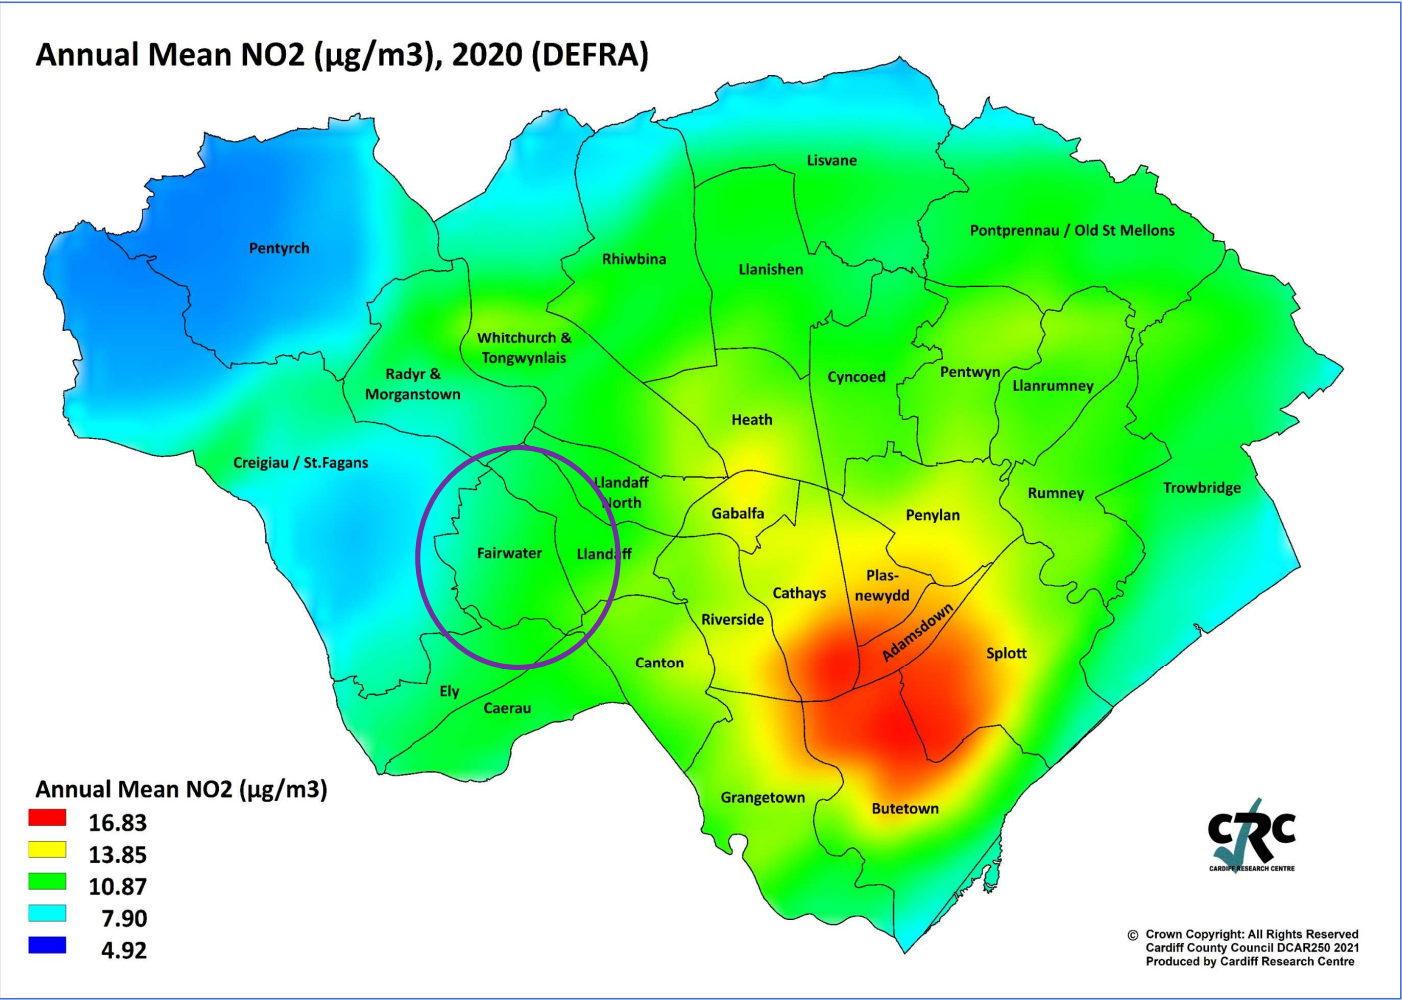 Annual Mean NO2 (µg/m3), 2020 (DEFRA)
Lisvane
Pontprennau / Old St Mellons
Pentyrch
Rhiwbina
Llanishen
Whitchurch &
Tongwynlais
Radyr &
Morganstown
Cyncoed
Pentwyn
Llanrumney
Heath
Creigiau / St.Fagans
Llandaff
North
Rumney
Trowbridge
Gabalfa
Penylan
Fairwater
Llandaff
Plas-
newydd
Cathays
Riverside
Adamsdown
Canton
Splott
Ely
Caerau
Grangetown
Butetown
Annual Mean NO2 (µg/m3)
16.83
13.85
10.87
7.90
4.92
CRC
CARDIFF RESEARCH CENTRE
© Crown Copyright: All Rights Reserved
Cardiff County Council DCAR250 2021
Produced by Cardiff Research Centre